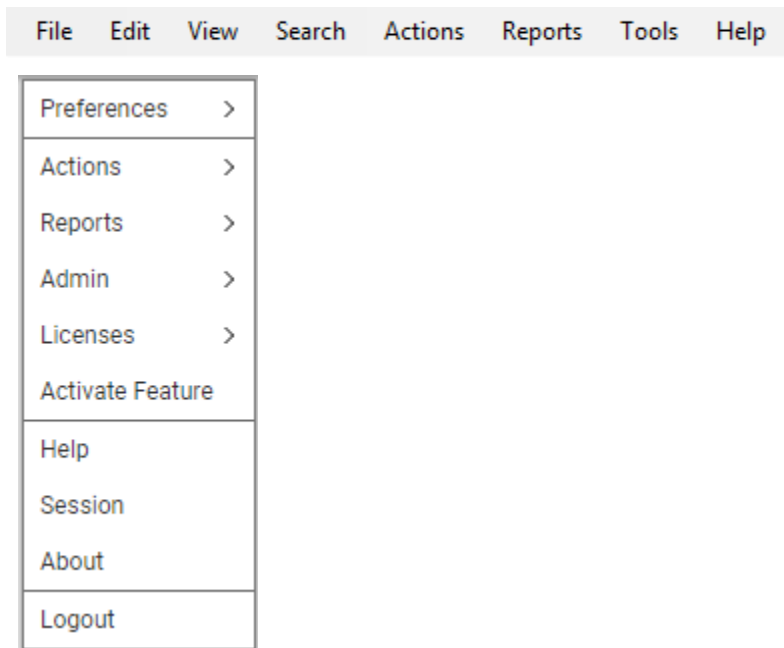 File Edit View Search Actions Reports Tools Help
Preferences >
Actions >
Reports >
Admin >
Licenses >
Activate Feature
Help
Session
About
Logout